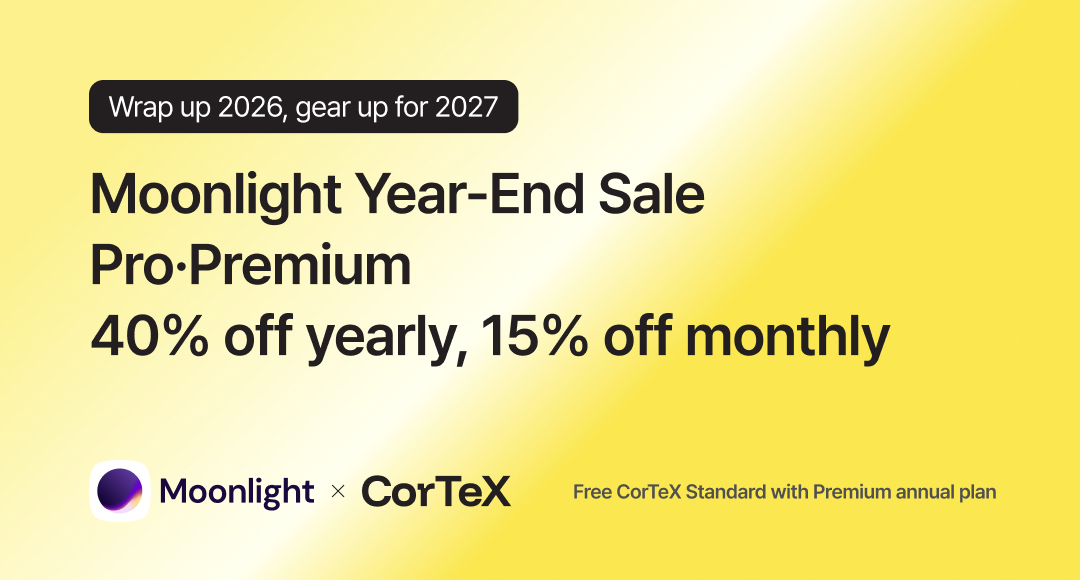 Wrap up 2026, gear up for 2027
Moonlight Year-End Sale
Pro·Premium
40% off yearly, 15% off monthly
Moonlight × CorTeX
Free CorTeX Standard with Premium annual plan